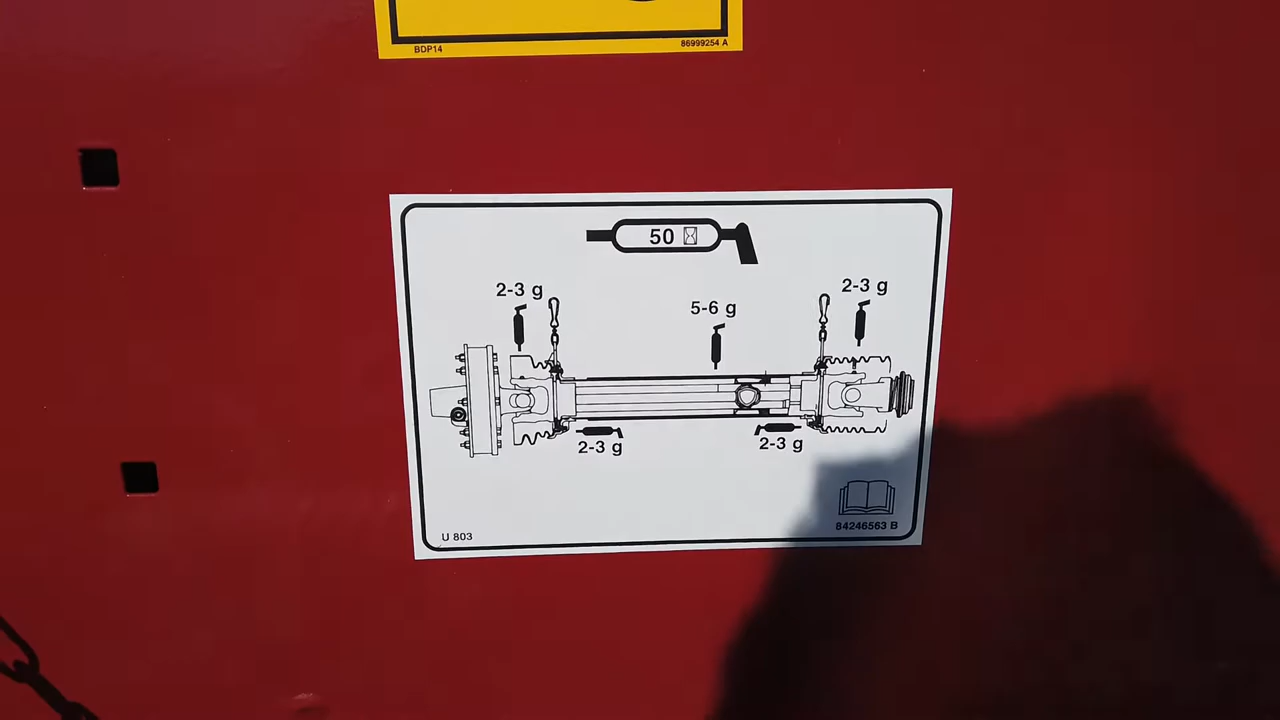 BDP14 86999254 A
50
2-3 g 5-6 g 2-3 g
2-3 g 2-3 g
84246563 B
U 803